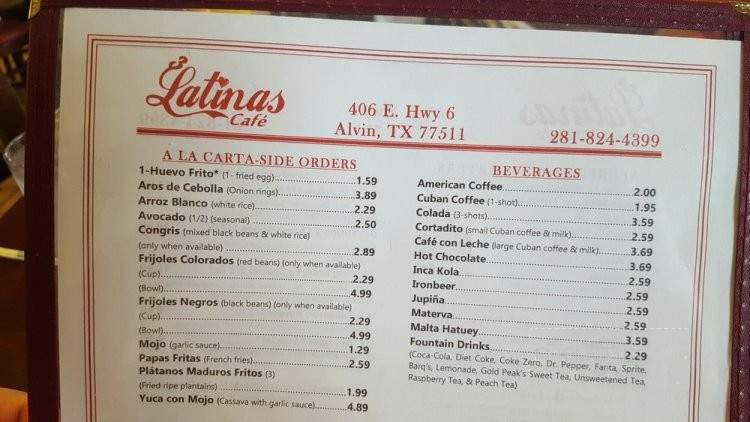 3 Latinas
Café
406 E. Hwy 6
Alvin, TX 77511
281-824-4399
A LA CARTA-SIDE ORDERS
1-Huevo Frito* (1- fried egg)...1.59
Aros de Cebolla (Onion rings)...3.89
Arroz Blanco (white rice)...2.29
Avocado (1/2) (seasonal)...2.50
Congris (mixed black beans & white rice)
(only when available)...2.89
Frijoles Colorados (red beans) (only when available)
(Cup)...2.29
(Bowl)...4.99
Frijoles Negros (black beans) (only when available)
(Cup)...2.29
(Bowl)...4.99
Mojo (garlic sauce)...1.29
Papas Fritas (French fries)...2.59
Plátanos Maduros Fritos (3)
(Fried ripe plantains)...1.99
Yuca con Mojo (Cassava with garlic sauce)...4.89
BEVERAGES
American Coffee...2.00
Cuban Coffee (1-shot)...1.95
Colada (3-shots)...3.59
Cortadito (small Cuban coffee & milk)...2.59
Café con Leche (large Cuban coffee & milk)...3.69
Hot Chocolate...3.69
Inca Kola...2.59
Ironbeer...2.59
Jupiña...2.59
Materva...2.59
Malta Hatuey...3.59
Fountain Drinks...2.29
(Coca-Cola, Diet Coke, Coke Zero, Dr. Pepper, Fanta, Sprite,
Barq's, Lemonade, Gold Peak's Sweet Tea, Unsweetened Tea,
Raspberry Tea, & Peach Tea)